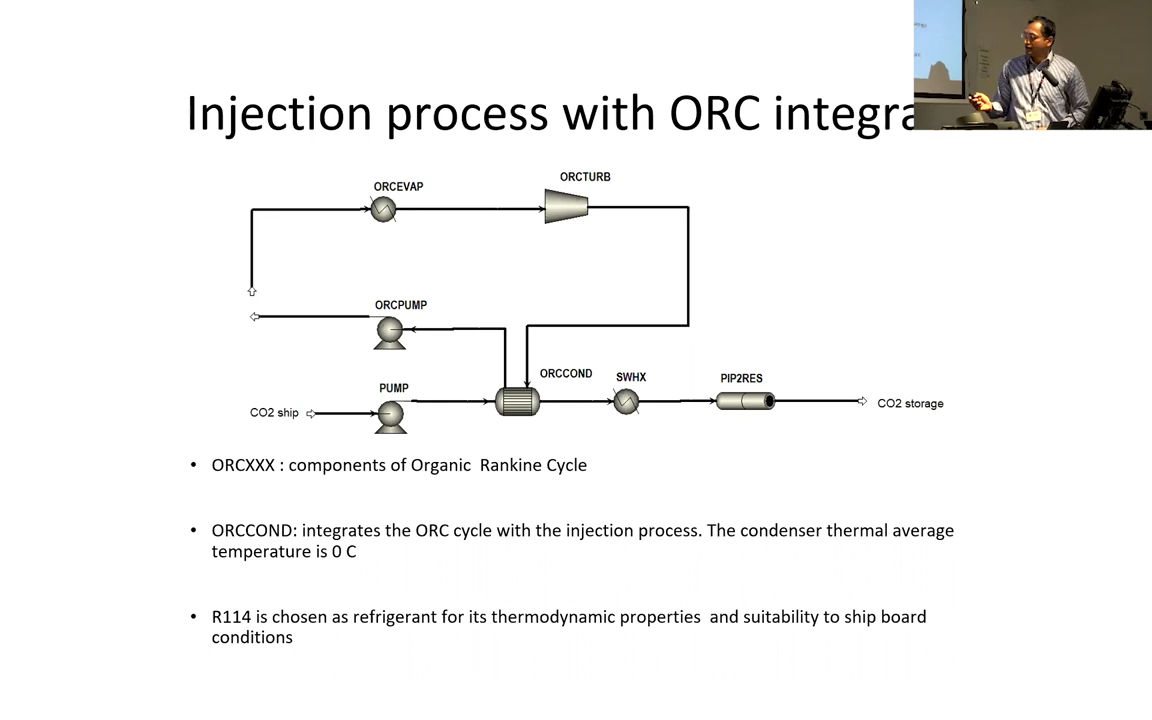 Injection process with ORC integra
ORCEVAP
ORCTURB
ORCPUMP
PUMP
ORCCOND
SWHX
PIP2RES
CO2 ship
CO2 storage
• ORCXXX : components of Organic Rankine Cycle
• ORCCOND: integrates the ORC cycle with the injection process. The condenser thermal average
temperature is 0 C
• R114 is chosen as refrigerant for its thermodynamic properties and suitability to ship board
conditions